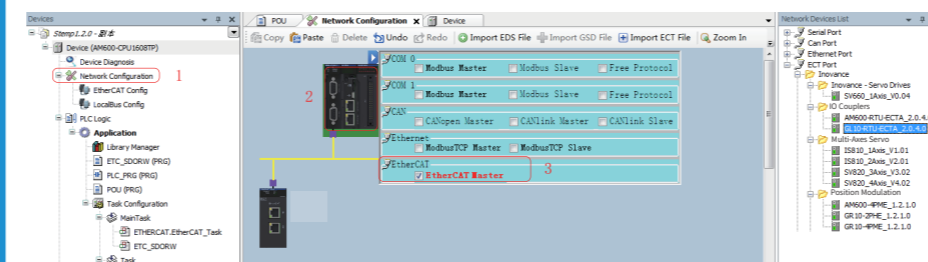 Devices
Stemp1.2.0 - 副本
Device (AM600-CPU1608TP)
Device Diagnosis
Network Configuration
1
EtherCAT Config
LocalBus Config
PLC Logic
Application
Library Manager
ETC_SDORW (PRG)
PLC_PRG (PRG)
POU (PRG)
Task Configuration
MainTask
ETHERCAT.EtherCAT_Task
ETC_SDORW
Task
POU
Network Configuration
Device
Copy Paste Delete Undo Redo Import EDS File Import GSD File Import ECT File Zoom In
2
COM 0
Modbus Master Modbus Slave Free Protocol
COM 1
Modbus Master Modbus Slave Free Protocol
CAN
CANopen Master CANlink Master CANlink Slave
Ethernet
ModbusTCP Master ModbusTCP Slave
EtherCAT
EtherCAT Master
3
Network Devices List
Serial Port
Can Port
Ethernet Port
ECT Port
Inovance
Inovance - Servo Drives
SV660_1Axis_V0.04
IO Couplers
AM600-RTU-ECTA_2.0.4.
GL10-RTU-ECTA_2.0.4.0
Multi-Axes Servo
IS810_1Axis_V1.01
IS810_2Axis_V2.01
SV820_3Axis_V3.02
SV820_4Axis_V4.02
Position Modulation
AM600-4PME_1.2.1.0
GR10-2PHE_1.2.1.0
GR10-4PME_1.2.1.0